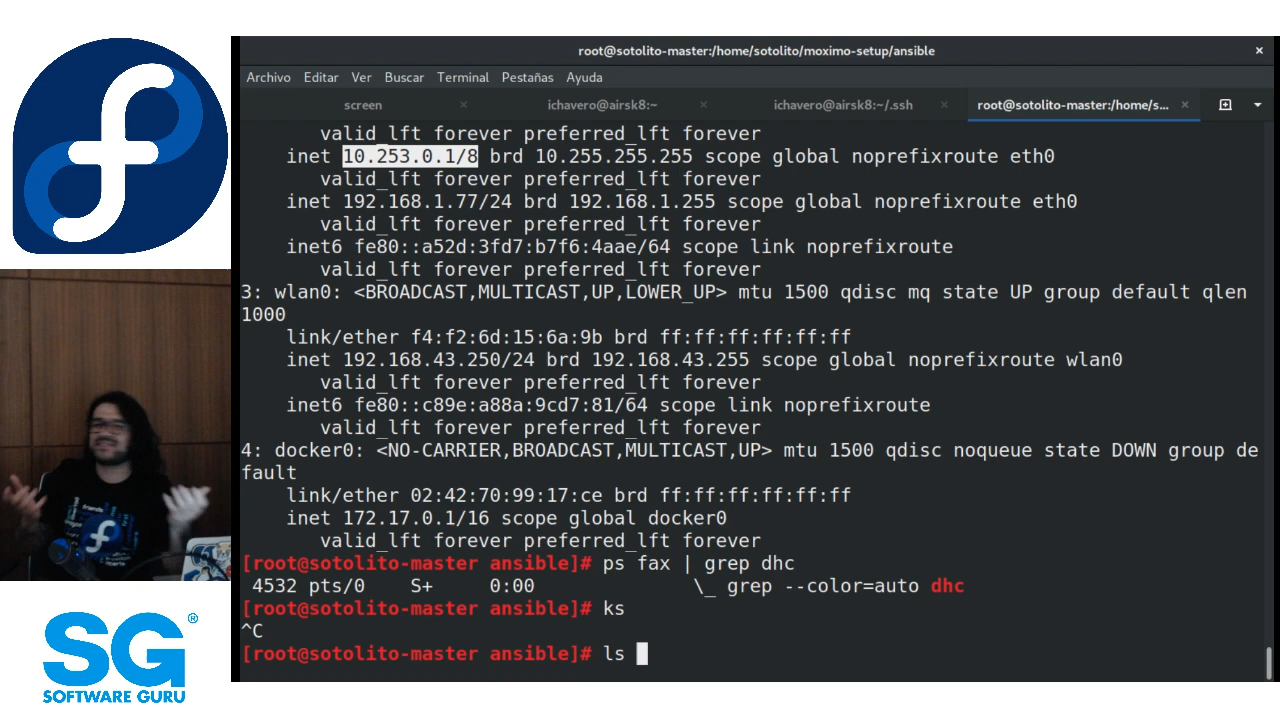 root@sotolito-master:/home/sotolito/moximo-setup/ansible ×
Archivo Editar Ver Buscar Terminal Pestañas Ayuda
screen × ichavero@airsk8:~ × ichavero@airsk8:~/.ssh × root@sotolito-master:/home/s... ×
valid_lft forever preferred_lft forever
inet 10.253.0.1/8 brd 10.255.255.255 scope global noprefixroute eth0
valid_lft forever preferred_lft forever
inet 192.168.1.77/24 brd 192.168.1.255 scope global noprefixroute eth0
valid_lft forever preferred_lft forever
inet6 fe80::a52d:3fd7:b7f6:4aae/64 scope link noprefixroute
valid_lft forever preferred_lft forever
3: wlan0: <BROADCAST,MULTICAST,UP,LOWER_UP> mtu 1500 qdisc mq state UP group default qlen
1000
link/ether f4:f2:6d:15:6a:9b brd ff:ff:ff:ff:ff:ff
inet 192.168.43.250/24 brd 192.168.43.255 scope global noprefixroute wlan0
valid_lft forever preferred_lft forever
inet6 fe80::c89e:a88a:9cd7:81/64 scope link noprefixroute
valid_lft forever preferred_lft forever
4: docker0: <NO-CARRIER,BROADCAST,MULTICAST,UP> mtu 1500 qdisc noqueue state DOWN group de
fault
link/ether 02:42:70:99:17:ce brd ff:ff:ff:ff:ff:ff
inet 172.17.0.1/16 scope global docker0
valid_lft forever preferred_lft forever
[root@sotolito-master ansible]# ps fax | grep dhc
4532 pts/0 S+ 0:00 \_ grep --color=auto dhc
[root@sotolito-master ansible]# ks
^C
[root@sotolito-master ansible]# ls
friends
SG®
SOFTWARE GURU